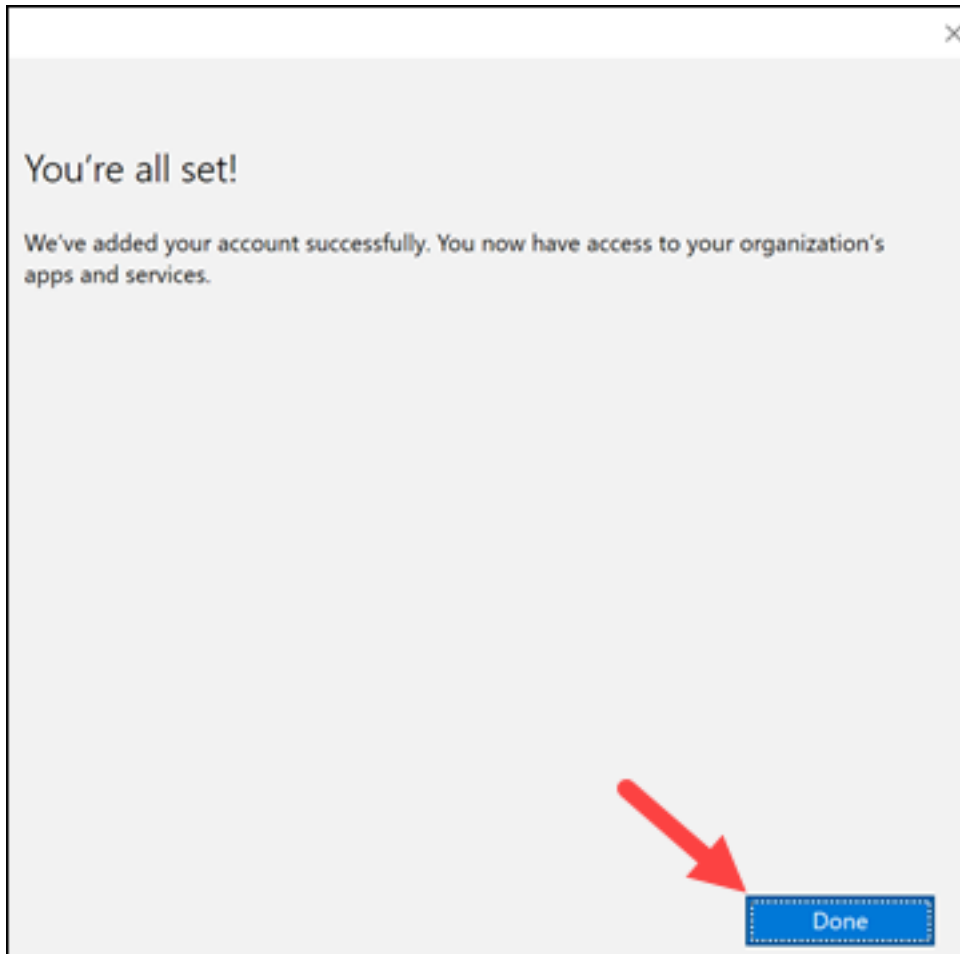 You're all set!
We've added your account successfully. You now have access to your organization's
apps and services.
Done